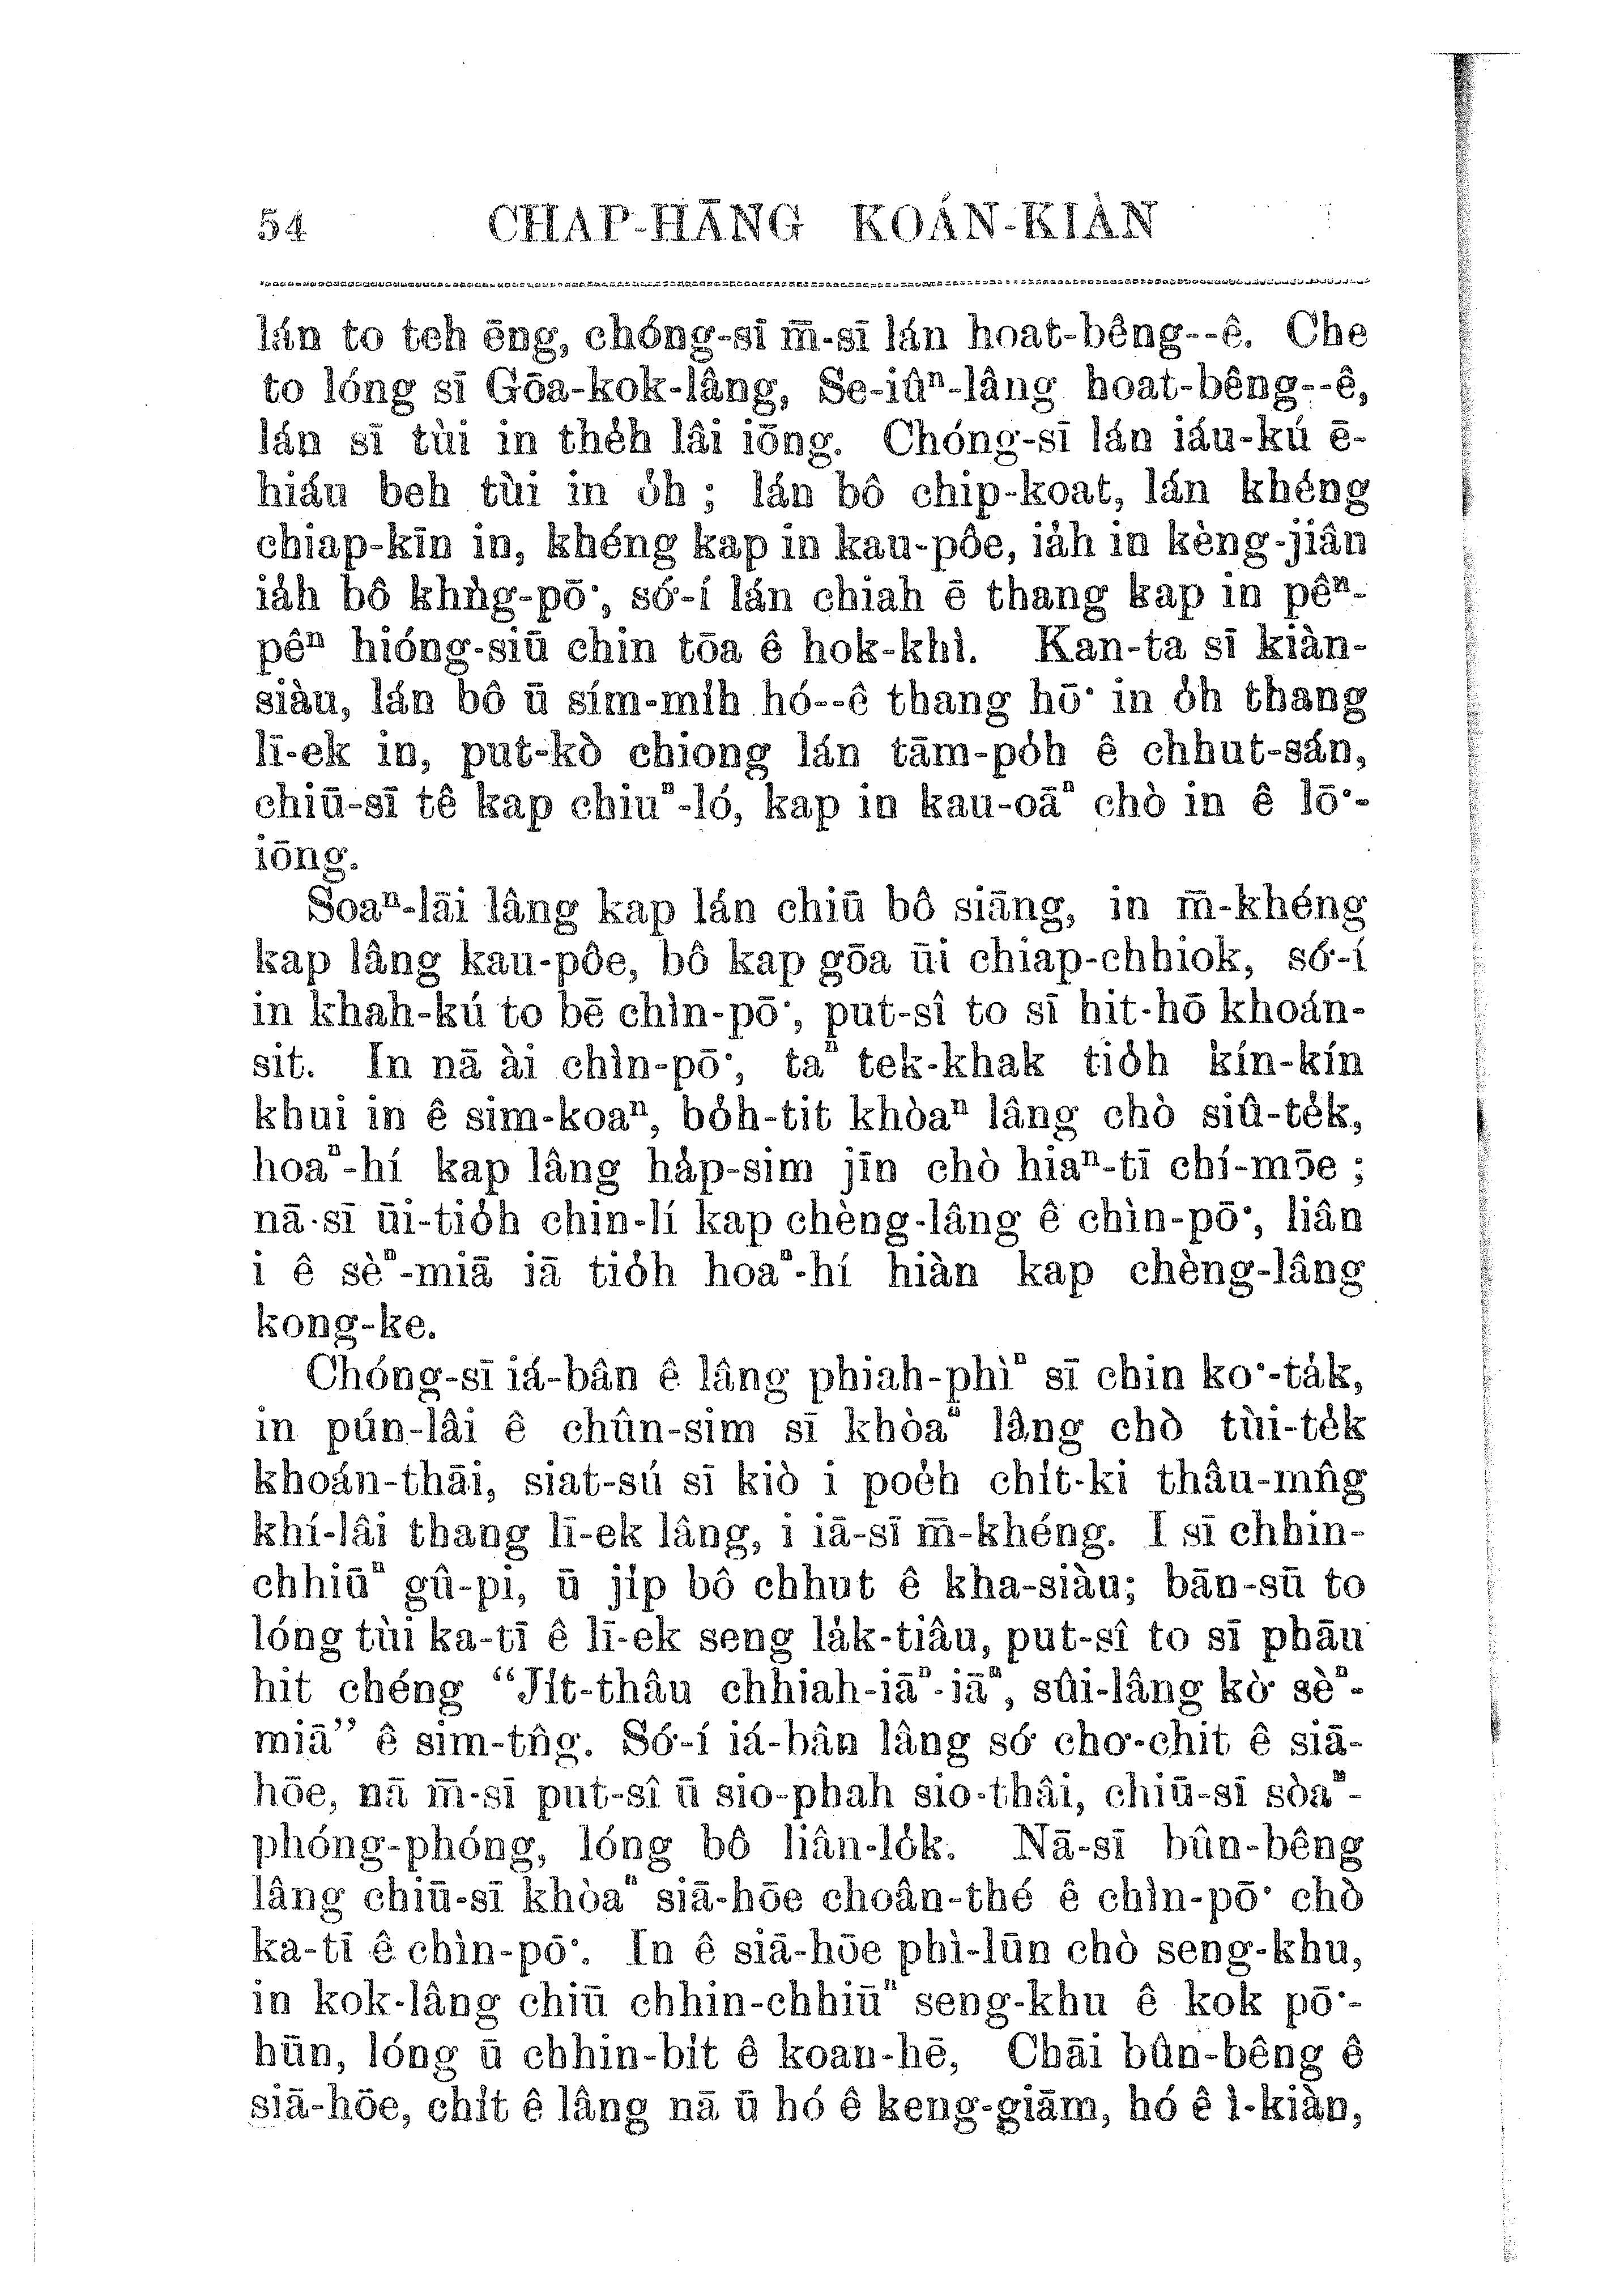 54 CHA̍P-HĀNG KOÁN-KIÀN
lán to teh ēng, chóng-sī m̄-sī lán hoat-bêng--ê. Che
to lóng sī Gōa-kok-lâng, Se-iûⁿ-lâng hoat-bêng--ê,
lán sī tùi in the̍h lâi iōng. Chóng-sī lán iáu-kú ē-
hiáu beh tùi in o̍h; lán bô chip-koat, lán khéng
chiap-kīn in, khéng kap in kau-pôe, ia̍h in kèng-jiân
ia̍h bô khǹg-pō͘, só-í lán chiah ē thang kap in pêⁿ-
pêⁿ hióng-siū chin tōa ê hok-khì. Kan-ta sī kiàn-
siàu, lán bô ū sím-mi̍h hó--ê thang hō͘ in o̍h thang
lī-ek in, put-kò chiong lán tām-po̍h ê chhut-sán,
chiū-sī tê kap chiuⁿ-ló, kap in kau-oāⁿ chò in ê lō͘-
iōng.
Soaⁿ-lāi lâng kap lán chiū bô siāng, in m̄-khéng
kap lâng kau-pôe, bô kap gōa ūi chiap-chhiok, só-í
in khah-kú to bē chìn-pō͘, put-sî to sī hit-hō khoán-
sit. In nā ài chìn-pō͘, taⁿ tek-khak tio̍h kín-kín
khui in ê sim-koaⁿ, bo̍h-tit khòaⁿ lâng chò siû-te̍k,
hoaⁿ-hí kap lâng ha̍p-sim jīn chò hiaⁿ-tī chí-mōe;
nā-sī ūi-tio̍h chin-lí kap chèng-lâng ê chìn-pō͘, liân
i ê sèⁿ-miā iā tio̍h hoaⁿ-hí hiàn kap chèng-lâng
kong-ke.
Chóng-sī iá-bân ê lâng phiah-phìⁿ sī chin ko͘-ta̍k,
in pún-lâi ê chûn-sim sī khòaⁿ lâng chò tùi-te̍k
khoán-thāi, siat-sú sī kiò i poe̍h chi̍t-ki thâu-mn̂g
khí-lâi thang lī-ek lâng, i iā-sī m̄-khéng. I sī chhin-
chhiūⁿ gû-pi, ū ji̍p bô chhut ê kha-siàu; bān-sū to
lóng tùi ka-tī ê lī-ek seng la̍k-tiâu, put-sî to sī phāu
hit chéng “Ji̍t-thâu chhiah-iāⁿ-iāⁿ, sûi-lâng kò͘ sèⁿ-
miā” ê sim-tn̂g. Só-í iá-bân lâng só͘ cho͘-chit ê siā-
hōe, nā m̄-sī put-sî ū sio-phah sio-thâi, chiū-sī sòaⁿ-
phóng-phóng, lóng bô liân-lo̍k. Nā-sī bûn-bêng
lâng chiū-sī khòaⁿ siā-hōe choân-thé ê chìn-pō͘ chò
ka-tī ê chìn-pō͘. In ê siā-hōe phì-lūn chò seng-khu,
in kok-lâng chiū chhin-chhiūⁿ seng-khu ê kok pō͘-
hūn, lóng ū chhin-bi̍t ê koan-hē, Chāi bûn-bêng ê
siā-hōe, chi̍t ê lâng nā ū hó ê keng-giām, hó ê ì-kiàn,